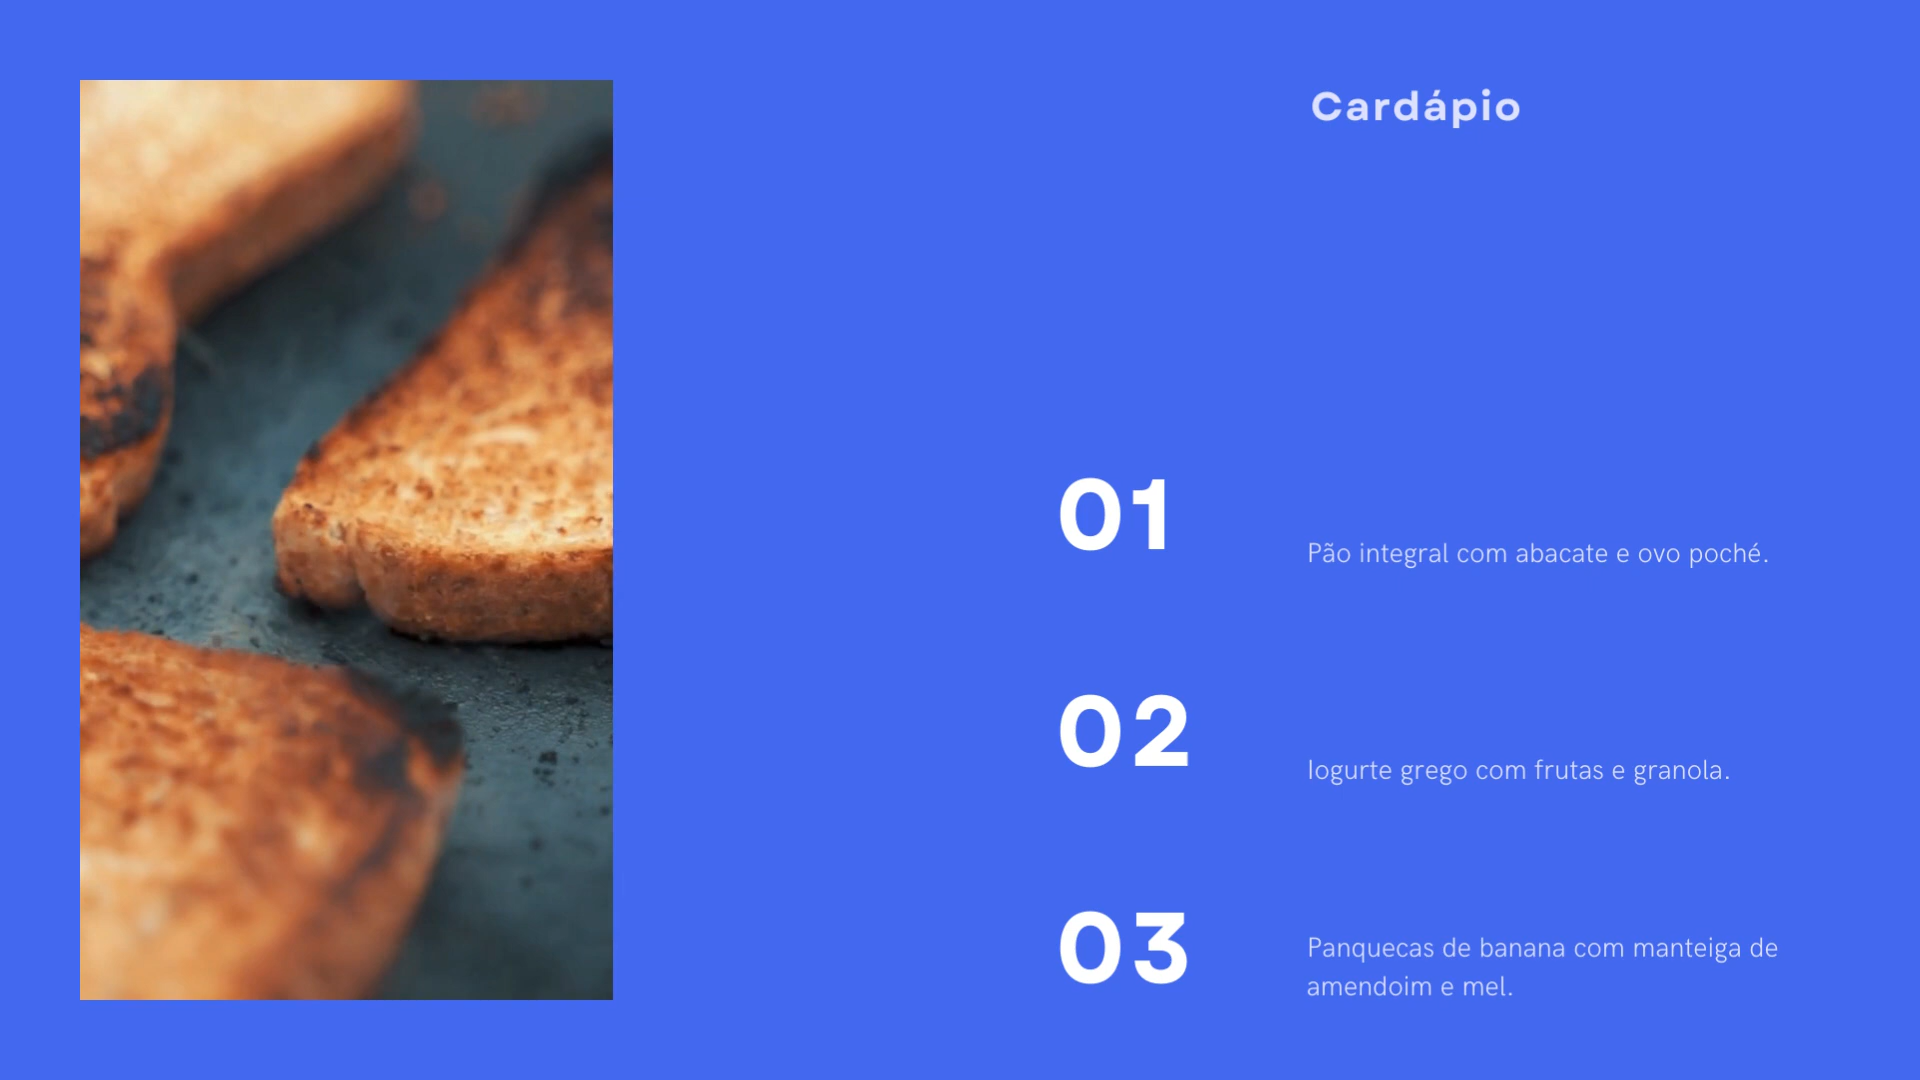 Cardápio
01
Pão integral com abacate e ovo poché.
02
Iogurte grego com frutas e granola.
03
Panquecas de banana com manteiga de
amendoim e mel.